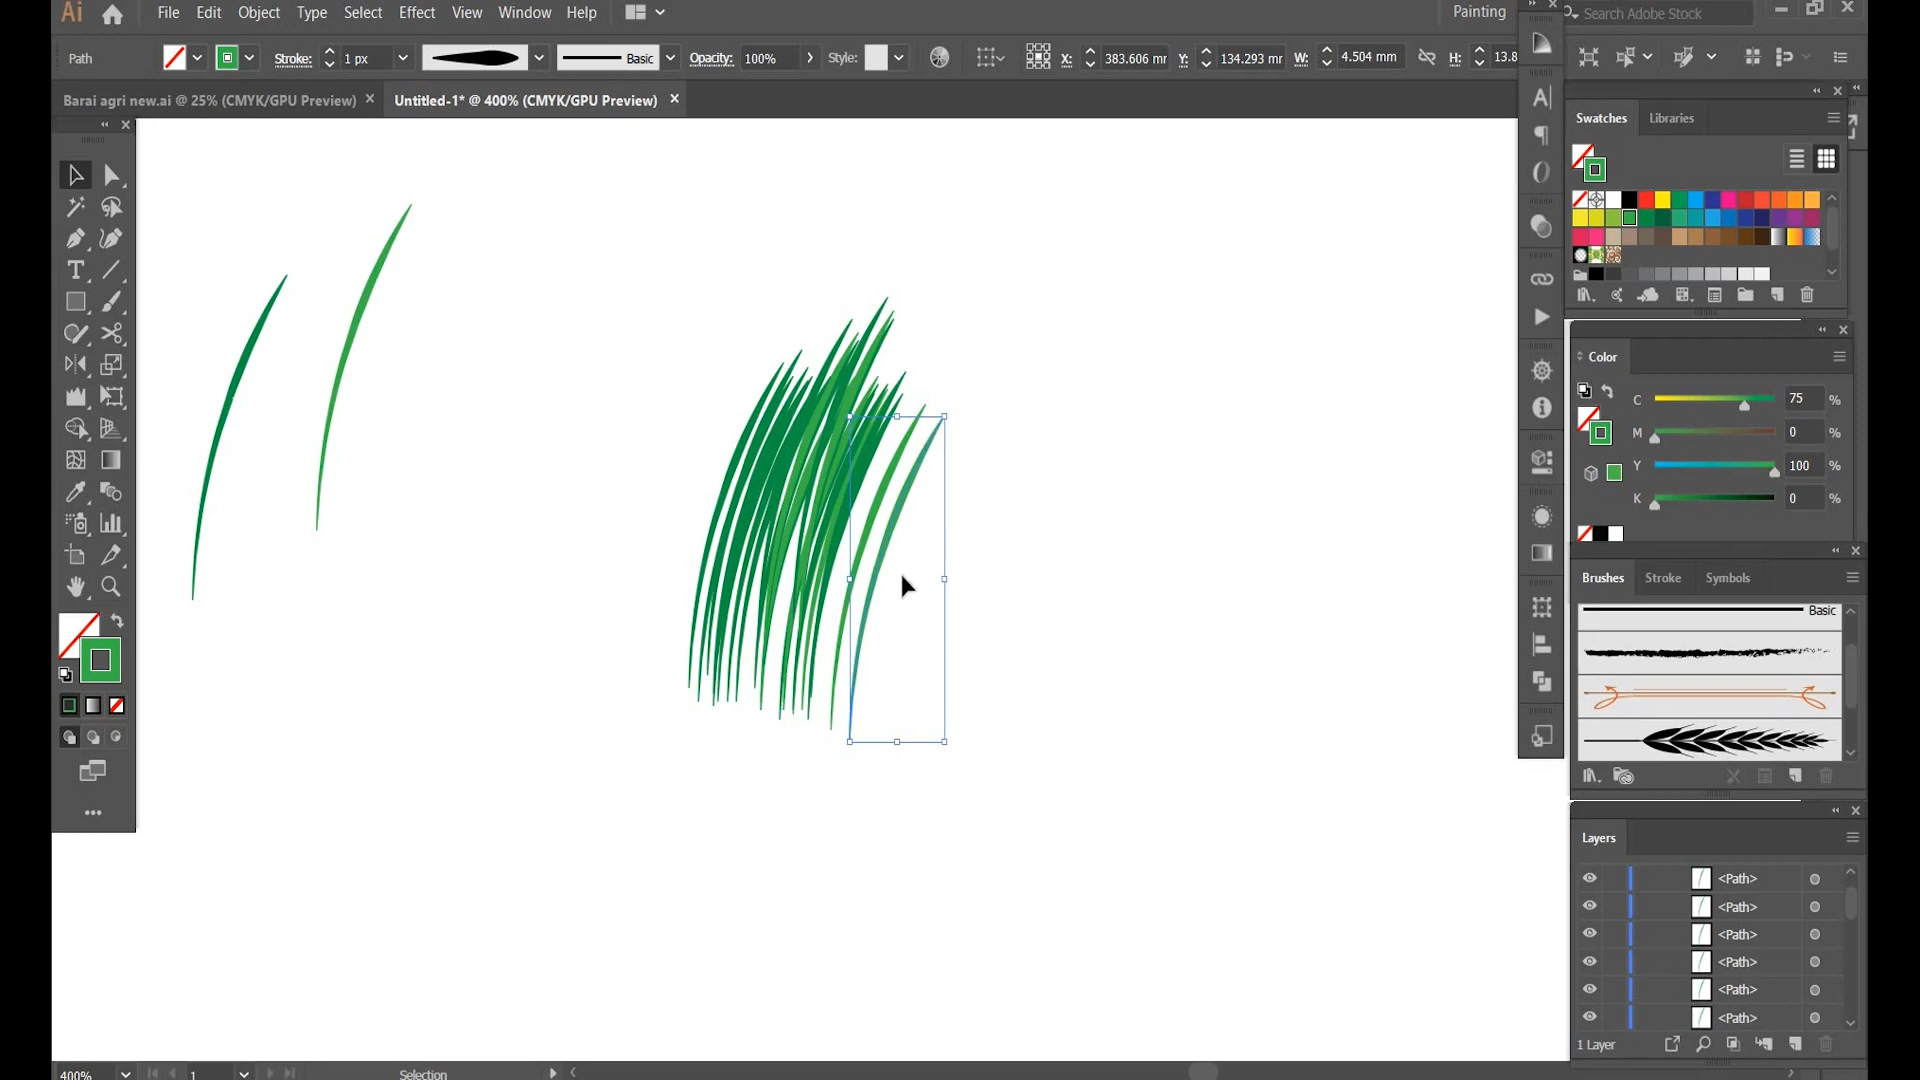 Ai File Edit Object Type Select Effect View Window Help Painting Search Adobe Stock
Path Stroke: 1 px Basic Opacity: 100% Style: X: 383.606 mr Y: 134.293 mr W: 4.504 mm H: 13.8
Barai agri new.ai @ 25% (CMYK/GPU Preview) Untitled-1* @ 400% (CMYK/GPU Preview)
Swatches Libraries
Color
C 75 %
M 0 %
Y 100 %
K 0 %
Brushes Stroke Symbols
Basic
Layers
<Path>
<Path>
<Path>
<Path>
<Path>
<Path>
1 Layer
400% 1 Selection